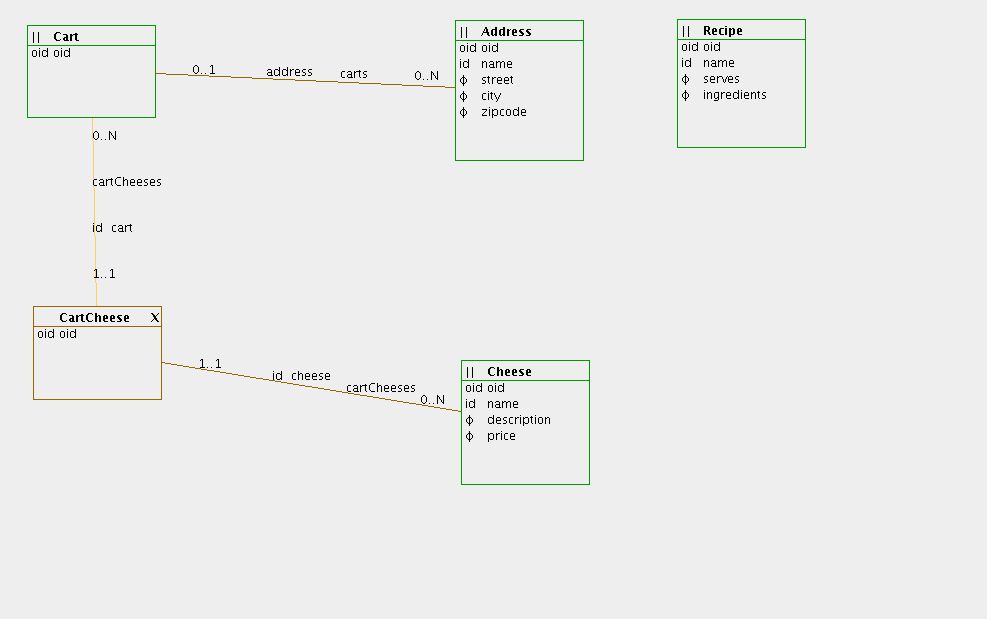 || Cart
oid oid
0..1 address carts 0..N
|| Address
oid oid
id name
ϕ street
ϕ city
ϕ zipcode
|| Recipe
oid oid
id name
ϕ serves
ϕ ingredients
0..N
cartCheeses
id cart
1..1
CartCheese X
oid oid
1..1 id cheese cartCheeses 0..N
|| Cheese
oid oid
id name
ϕ description
ϕ price